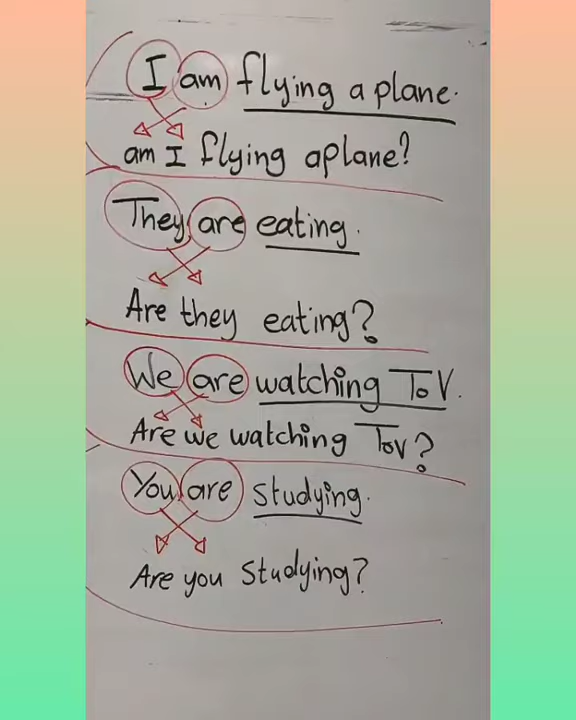 I am flying a plane.
am I flying aplane?
They are eating.
Are they eating?
We are watching T.V.
Are we watching T.v?
You are studying.
Are you studying?